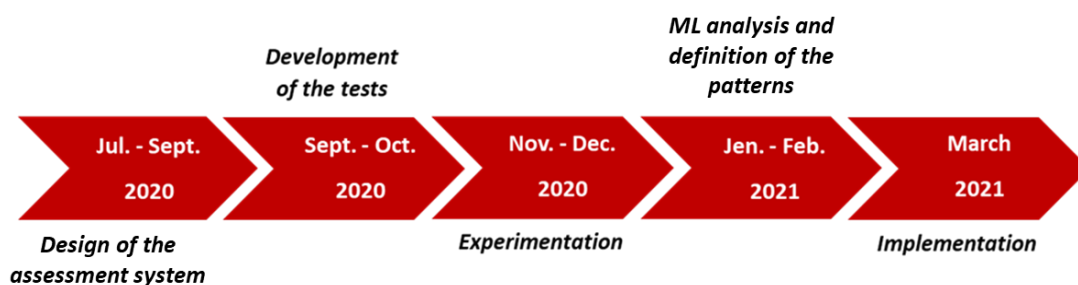 Development
of the tests
ML analysis and
definition of the
patterns
Jul. - Sept.
2020
Sept. - Oct.
2020
Nov. - Dec.
2020
Jen. - Feb.
2021
March
2021
Design of the
assessment system
Experimentation
Implementation